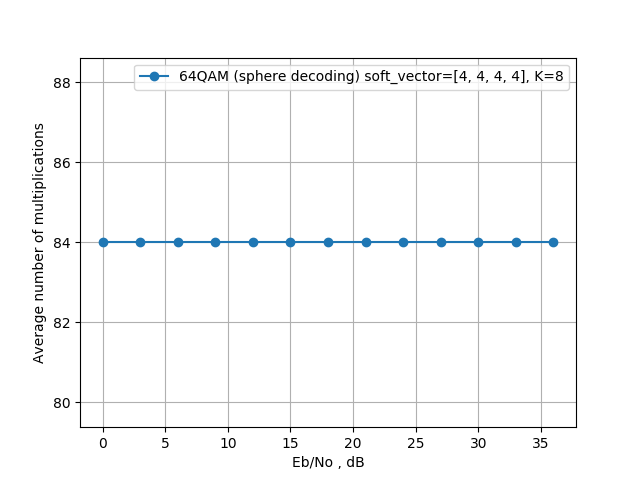 64QAM (sphere decoding) soft_vector=[4, 4, 4, 4], K=8
88
86
84
82
80
Average number of multiplications
0 5 10 15 20 25 30 35
Eb/No , dB